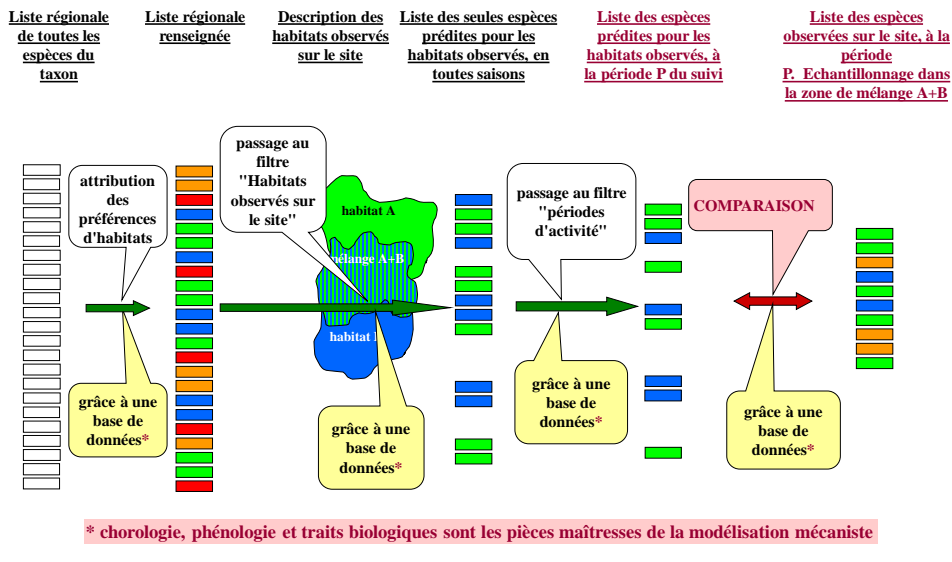 Liste régionale
de toutes les
espèces du
taxon
Liste régionale
renseignée
Description des
habitats observés
sur le site
Liste des seules espèces
prédites pour les
habitats observés, en
toutes saisons
Liste des espèces
prédites pour les
habitats observés, à
la période P du suivi
Liste des espèces
observées sur le site, à la
période
P. Echantillonnage dans
la zone de mélange A+B
attribution
des
préférences
d'habitats
passage au
filtre
"Habitats
observés sur
le site"
habitat A
mélange A+B
habitat
passage au filtre
"périodes
d'activité"
COMPARAISON
grâce à une
base de
données*
grâce à une
base de
données*
grâce à une
base de
données*
grâce à une
base de
données*
* chorologie, phénologie et traits biologiques sont les pièces maîtresses de la modélisation mécaniste